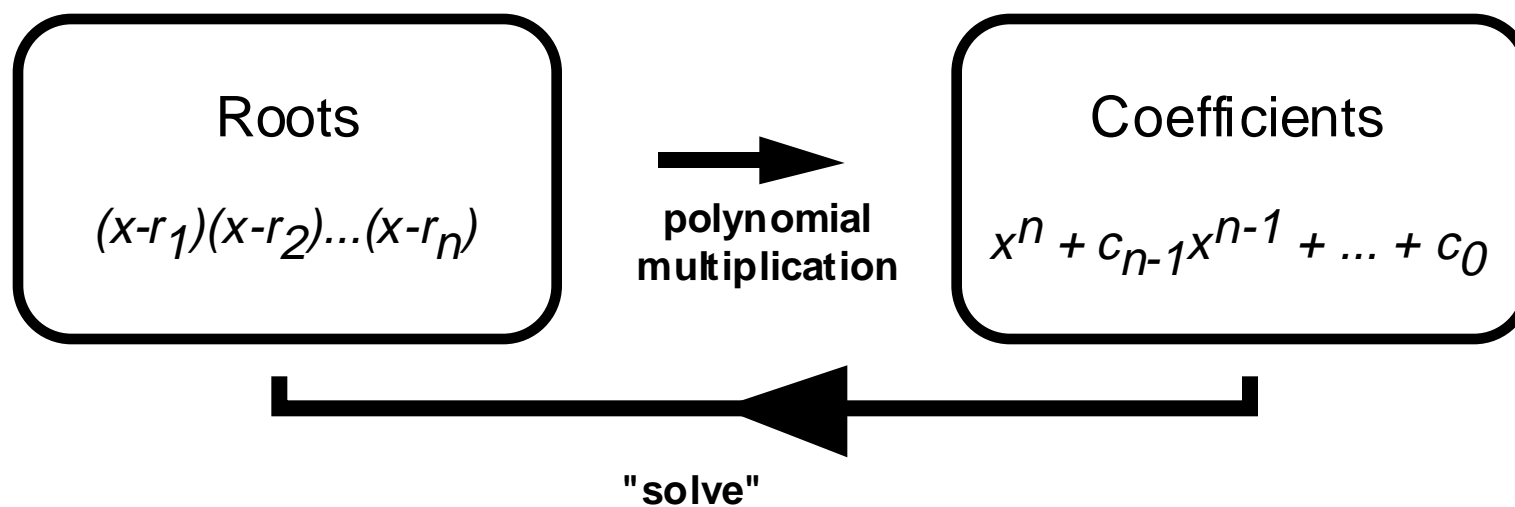 Roots
(x-r₁)(x-r₂)...(x-rₙ)
polynomial
multiplication
Coefficients
xⁿ + cₙ₋₁xⁿ⁻¹ + ... + c₀
"solve"